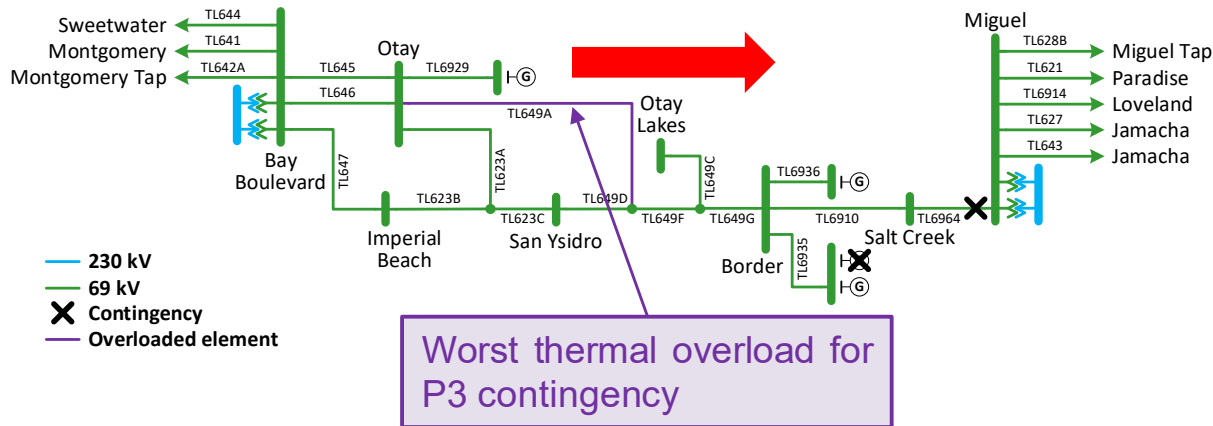 Sweetwater
Montgomery
Montgomery Tap
TL644
TL641
TL642A
TL645
TL646
Bay
Boulevard
TL647
Otay
TL6929
G
TL649A
TL623A
Imperial
Beach
TL623B
TL623C
San Ysidro
TL649D
TL649F
Otay
Lakes
TL649C
TL649G
Border
TL6936
G
TL6935
G
TL6910
Salt Creek
TL6964
Miguel
TL628B
TL621
TL6914
TL627
TL643
Miguel Tap
Paradise
Loveland
Jamacha
Jamacha
230 kV
69 kV
Contingency
Overloaded element
Worst thermal overload for
P3 contingency